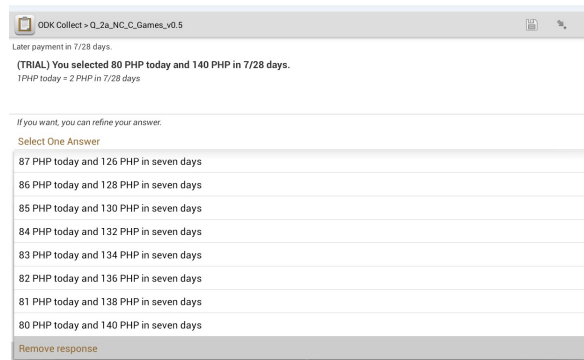 ODK Collect > Q_2a_NC_C_Games_v0.5
Later payment in 7/28 days.
(TRIAL) You selected 80 PHP today and 140 PHP in 7/28 days.
1PHP today = 2 PHP in 7/28 days
If you want, you can refine your answer.
Select One Answer
87 PHP today and 126 PHP in seven days
86 PHP today and 128 PHP in seven days
85 PHP today and 130 PHP in seven days
84 PHP today and 132 PHP in seven days
83 PHP today and 134 PHP in seven days
82 PHP today and 136 PHP in seven days
81 PHP today and 138 PHP in seven days
80 PHP today and 140 PHP in seven days
Remove response